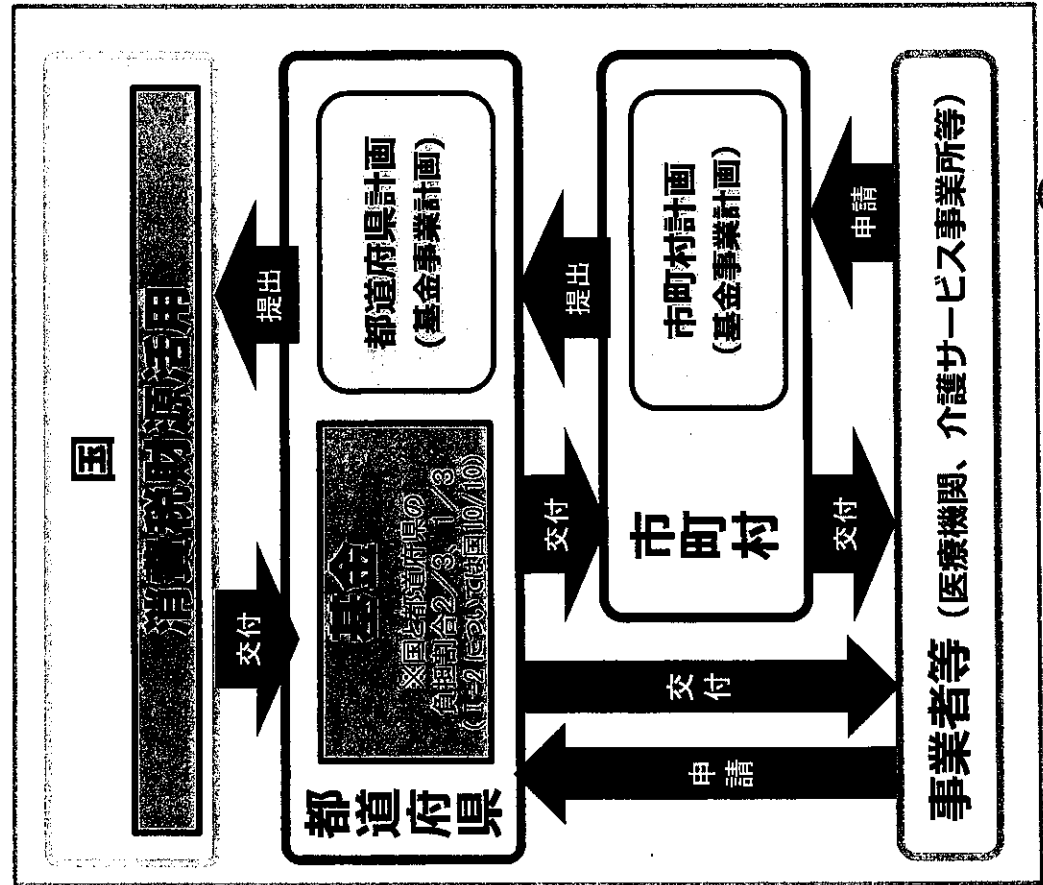 国
消費税財源活用
交付
提出
都道府県
基金
※国と都道府県の
負担割合2/3、1/3
(Ⅰ-2については国10/10)
都道府県計画
(基金事業計画)
申請
交付
交付
提出
市町村
市町村計画
(基金事業計画)
交付
申請
事業者等(医療機関、介護サービス事業所等)